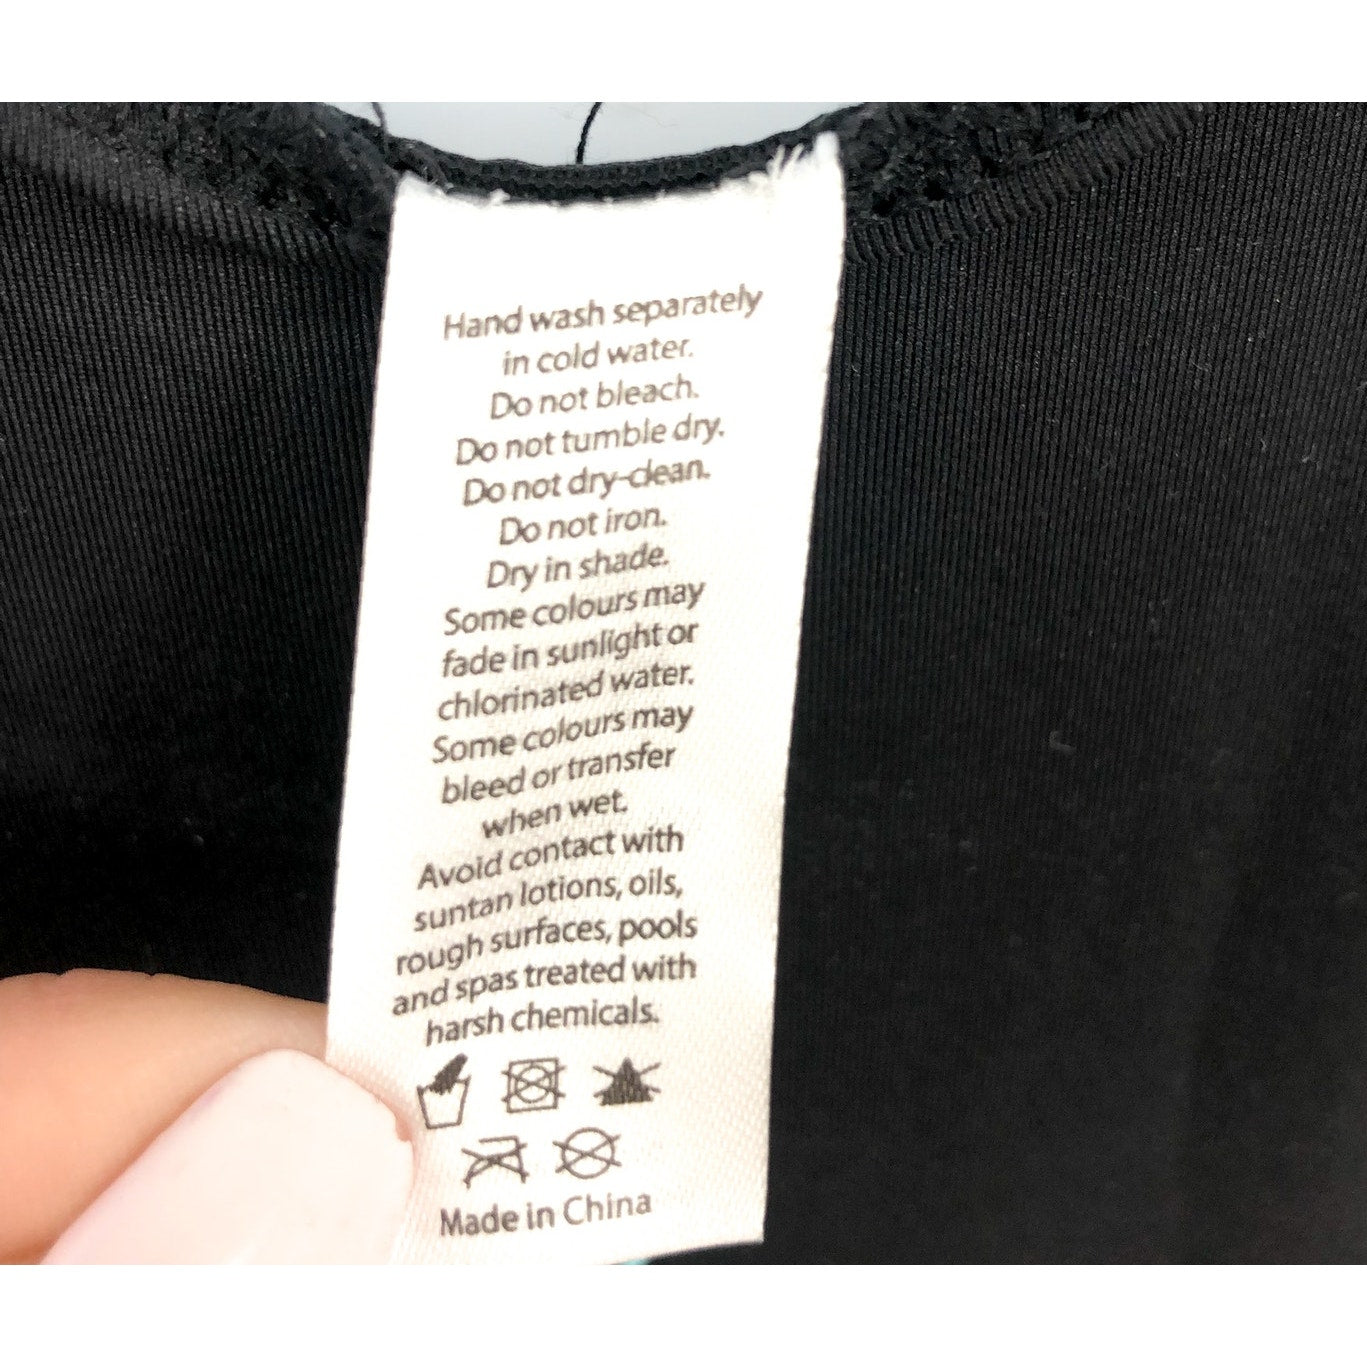 Hand wash separately
in cold water.
Do not bleach.
Do not tumble dry.
Do not dry-clean.
Do not iron.
Dry in shade.
Some colours may
fade in sunlight or
chlorinated water.
Some colours may
bleed or transfer
when wet.
Avoid contact with
suntan lotions, oils,
rough surfaces, pools
and spas treated with
harsh chemicals.
Made in China